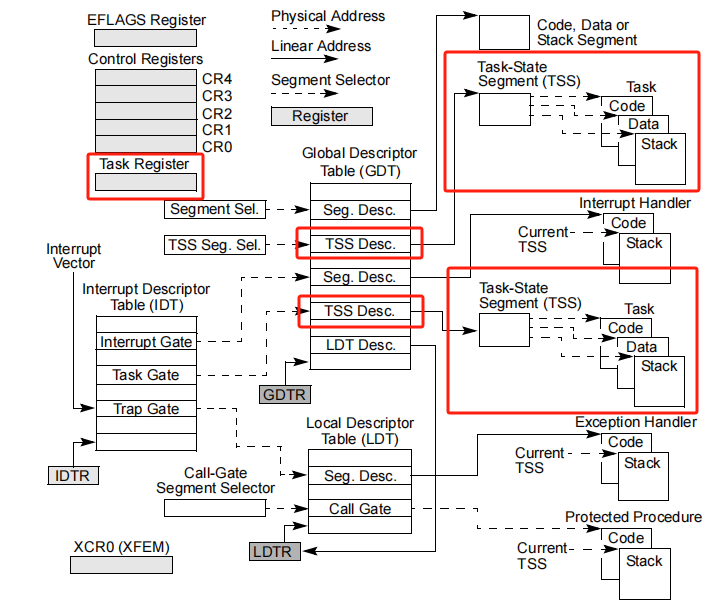 EFLAGS Register
Control Registers
CR4
CR3
CR2
CR1
CR0
Task Register
Physical Address
Linear Address
Segment Selector
Register
Global Descriptor
Table (GDT)
Segment Sel.
Seg. Desc.
TSS Seg. Sel.
TSS Desc.
Seg. Desc.
TSS Desc.
LDT Desc.
GDTR
Code, Data or
Stack Segment
Task-State
Segment (TSS)
Task
Code
Data
Stack
Interrupt Handler
Code
Current
TSS
Stack
Task-State
Segment (TSS)
Task
Code
Data
Stack
Interrupt
Vector
Interrupt Descriptor
Table (IDT)
Interrupt Gate
Task Gate
Trap Gate
IDTR
Local Descriptor
Table (LDT)
Call-Gate
Segment Selector
Seg. Desc.
Call Gate
LDTR
Exception Handler
Code
Current
TSS
Stack
Protected Procedure
Code
Current
TSS
Stack
XCR0 (XFEM)